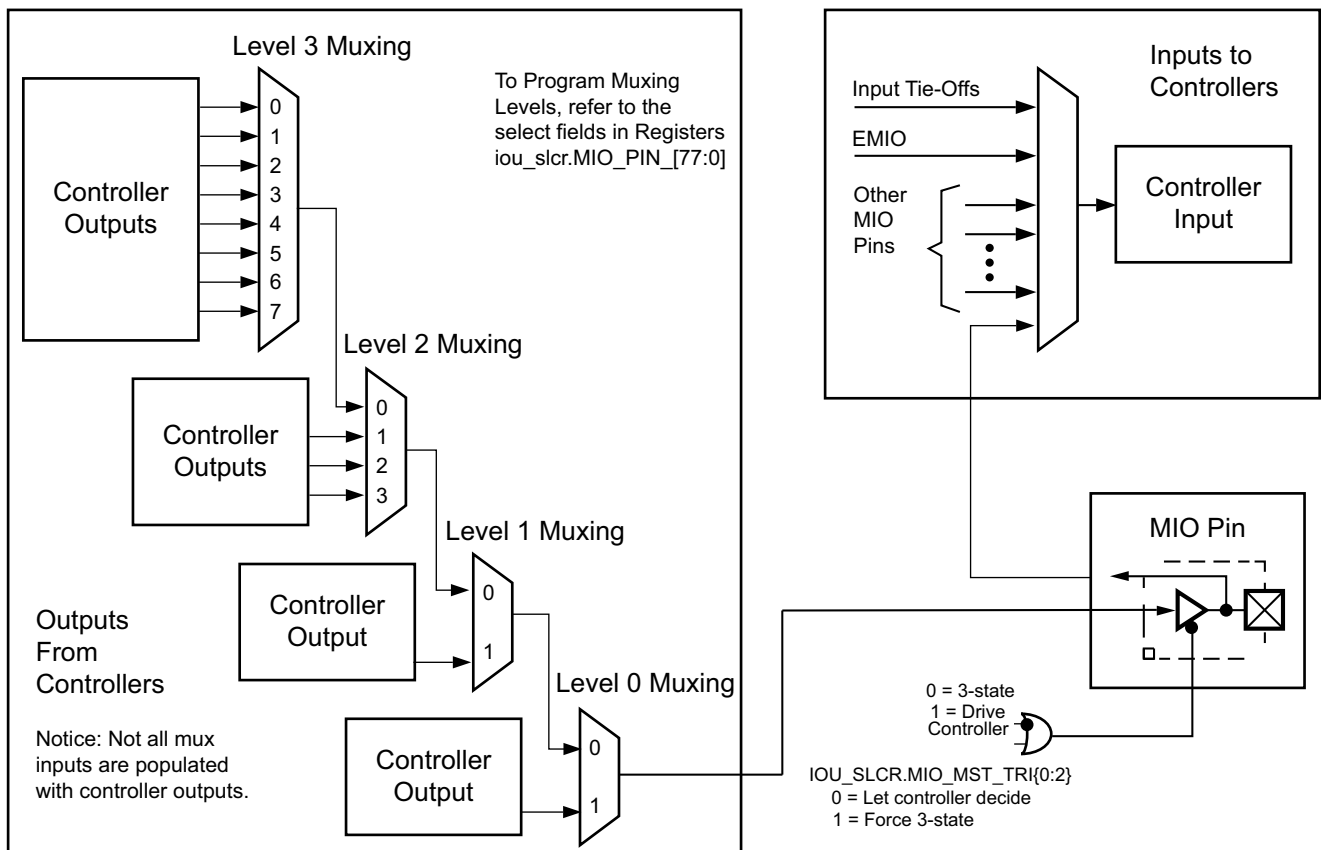 Level 3 Muxing
Controller
Outputs
0
1
2
3
4
5
6
7
To Program Muxing
Levels, refer to the
select fields in Registers
iou_slcr.MIO_PIN_[77:0]
Level 2 Muxing
Controller
Outputs
0
1
2
3
Level 1 Muxing
Controller
Output
0
1
Level 0 Muxing
Controller
Output
0
1
Outputs
From
Controllers
Notice: Not all mux
inputs are populated
with controller outputs.
Inputs to
Controllers
Input Tie-Offs
EMIO
Other
MIO
Pins
Controller
Input
MIO Pin
0 = 3-state
1 = Drive
Controller
IOU_SLCR.MIO_MST_TRI{0:2}
0 = Let controller decide
1 = Force 3-state